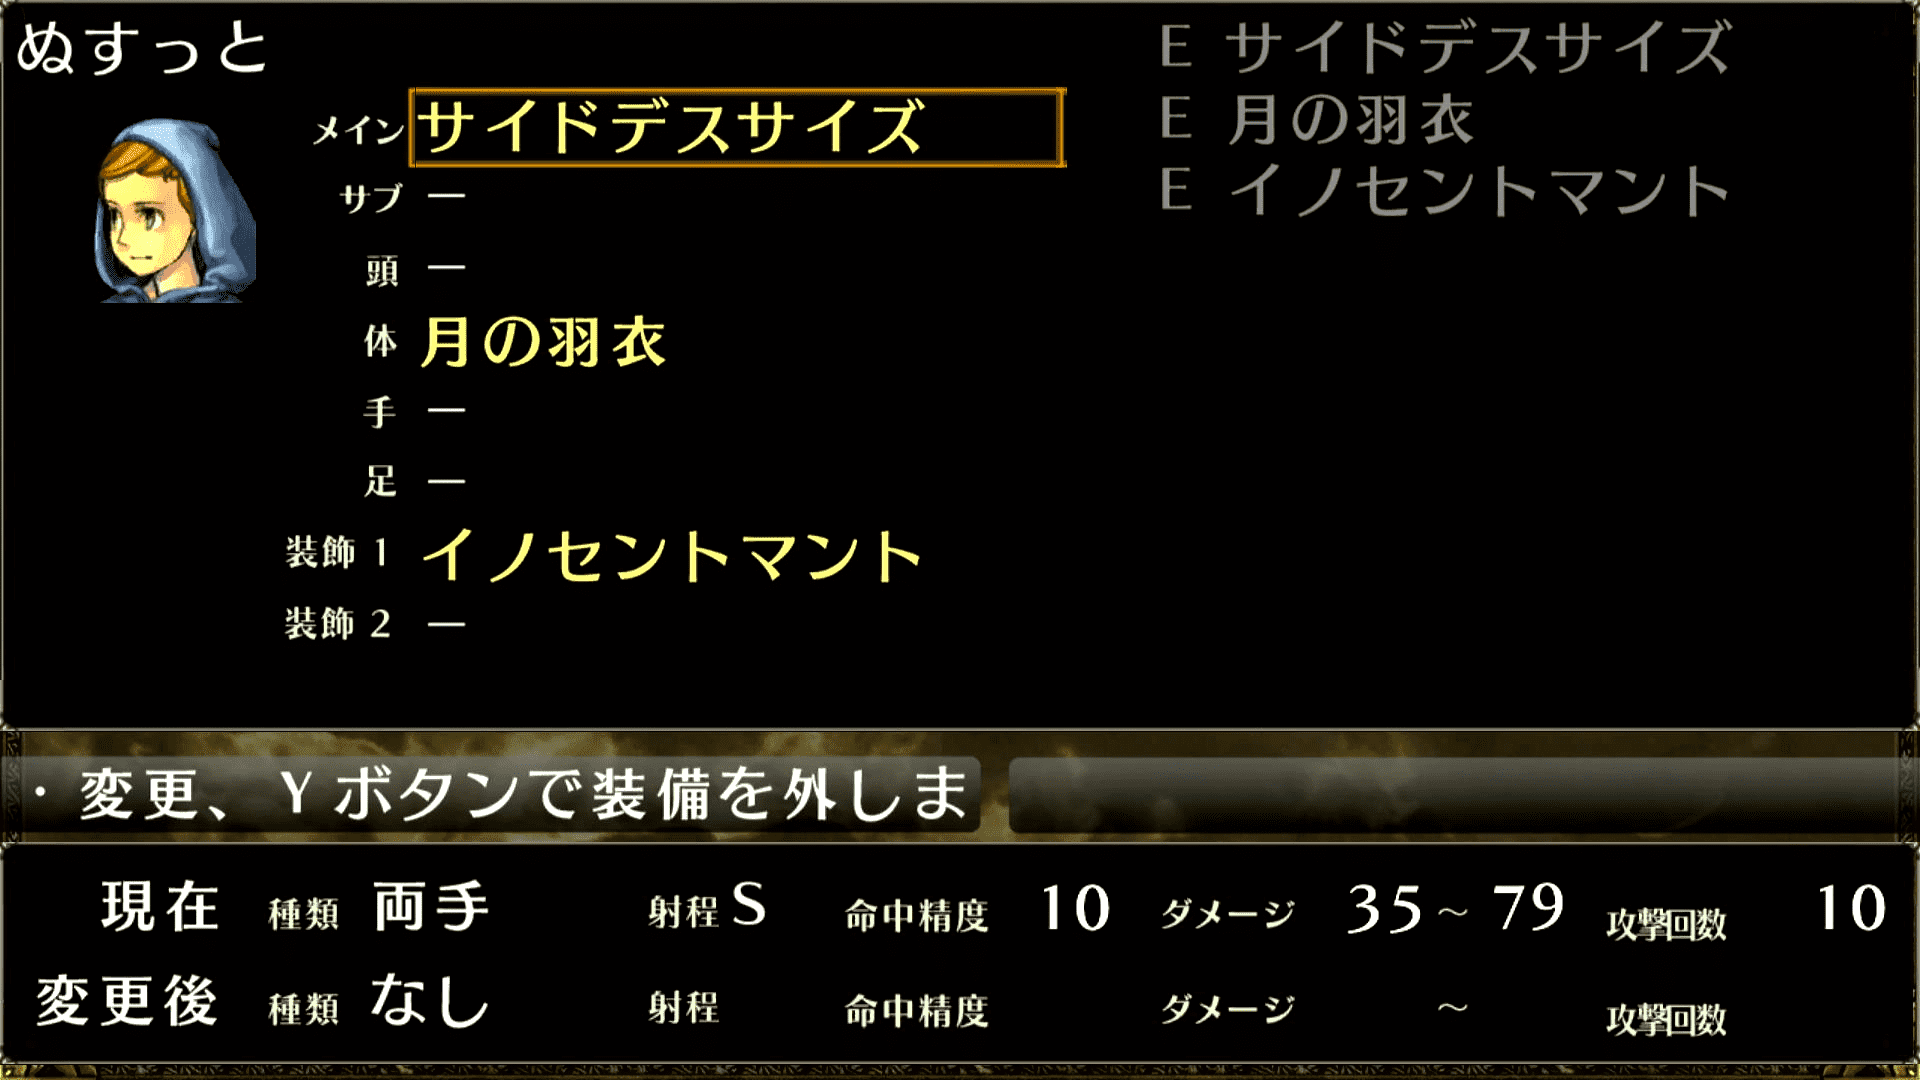 ぬすっと
メイン サイドデスサイズ
サブ ―
頭 ―
体 月の羽衣
手 ―
足 ―
装飾 1 イノセントマント
装飾 2 ―
E サイドデスサイズ
E 月の羽衣
E イノセントマント
・変更、Yボタンで装備を外しま
現在 種類 両手 射程 S 命中精度 10 ダメージ 35 ～ 79 攻撃回数 10
変更後 種類 なし 射程 命中精度 ダメージ ～ 攻撃回数